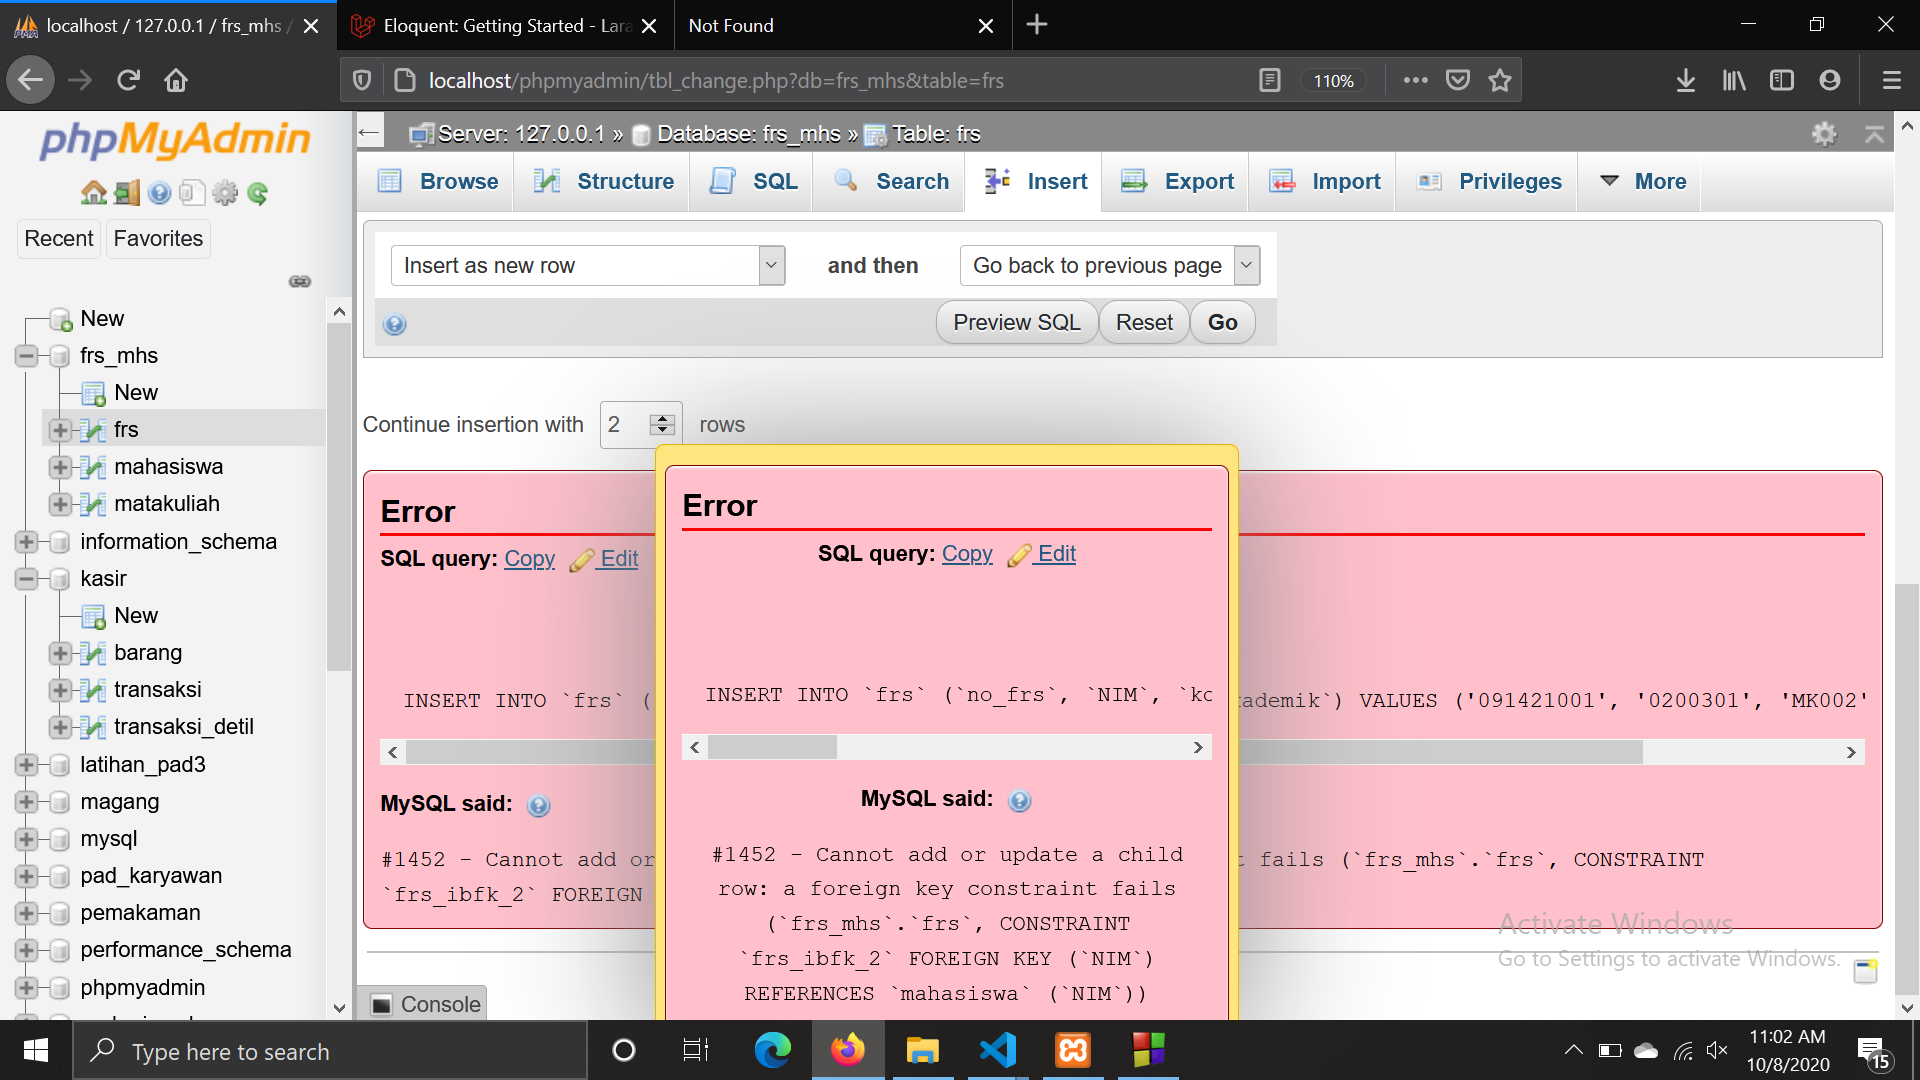 localhost / 127.0.0.1 / frs_mhs /
Eloquent: Getting Started - Lara
Not Found
localhost/phpmyadmin/tbl_change.php?db=frs_mhs&table=frs
110%
phpMyAdmin
Recent
Favorites
New
frs_mhs
New
frs
mahasiswa
matakuliah
information_schema
kasir
New
barang
transaksi
transaksi_detil
latihan_pad3
magang
mysql
pad_karyawan
pemakaman
performance_schema
phpmyadmin
Server: 127.0.0.1 » Database: frs_mhs » Table: frs
Browse Structure SQL Search Insert Export Import Privileges More
Insert as new row and then Go back to previous page
Preview SQL Reset Go
Continue insertion with 2 rows
Error
SQL query: Copy Edit
INSERT INTO `frs` (
ademik`) VALUES ('091421001', '0200301', 'MK002'
MySQL said:
#1452 - Cannot add or
t fails (`frs_mhs`.`frs`, CONSTRAINT
`frs_ibfk_2` FOREIGN
Error
SQL query: Copy Edit
INSERT INTO `frs` (`no_frs`, `NIM`, `ko
MySQL said:
#1452 - Cannot add or update a child
row: a foreign key constraint fails
(`frs_mhs`.`frs`, CONSTRAINT
`frs_ibfk_2` FOREIGN KEY (`NIM`)
REFERENCES `mahasiswa` (`NIM`))
Activate Windows
Go to Settings to activate Windows.
Console
Type here to search
11:02 AM
10/8/2020
15